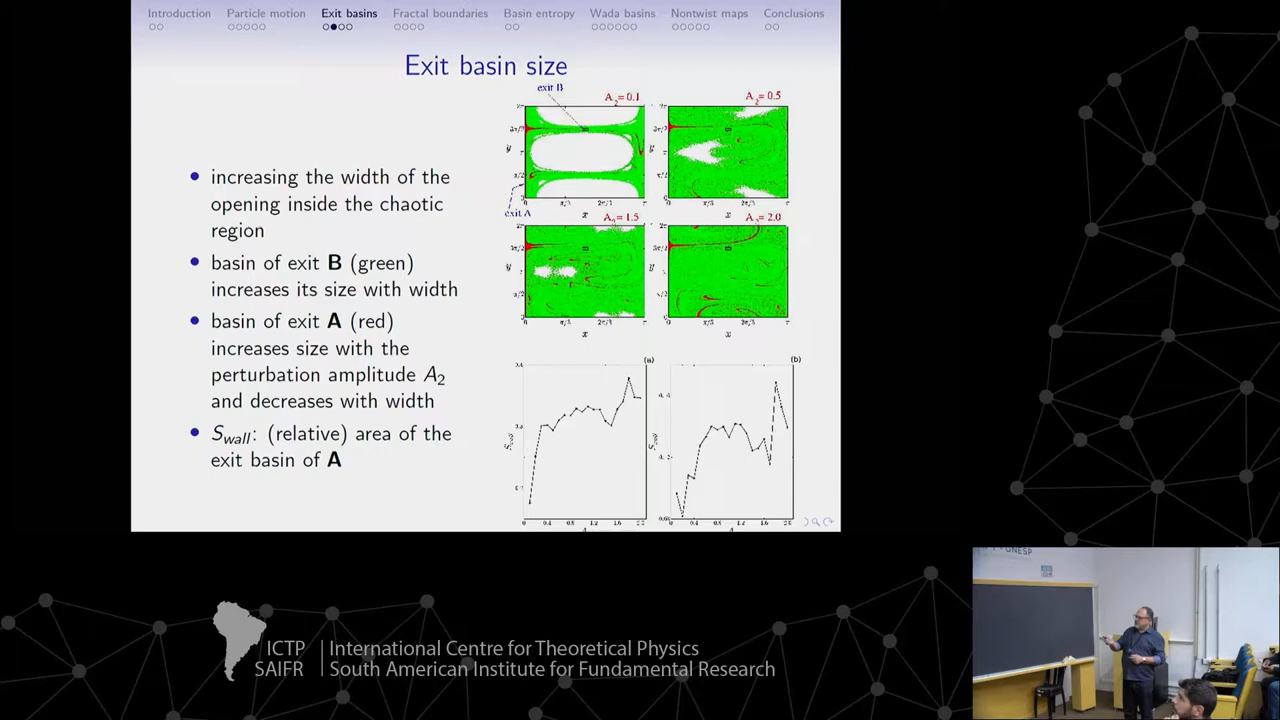 Introduction Particle motion Exit basins Fractal boundaries Basin entropy Wada basins Nontwist maps Conclusions
Exit basin size
• increasing the width of the
opening inside the chaotic
region
• basin of exit B (green)
increases its size with width
• basin of exit A (red)
increases size with the
perturbation amplitude A2
and decreases with width
• Swall: (relative) area of the
exit basin of A
exit B
A2=0.1
A2=0.5
exit A
A2=1.5
A2=2.0
(a)
(b)
UNESP
ICTP
SAIFR
International Centre for Theoretical Physics
South American Institute for Fundamental Research